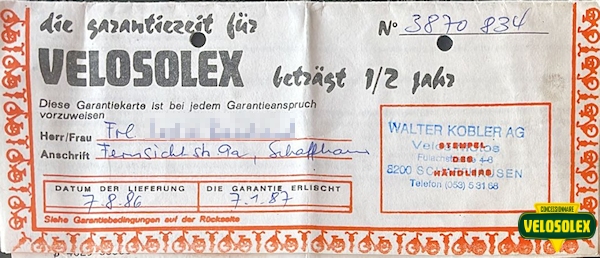 die garantiezeit für
N° 3870 834
VELOSOLEX
beträgt 1/2 jahr
Diese Garantiekarte ist bei jedem Garantieanspruch
vorzuweisen
Herr/Frau Frl
Anschrift Fernsichtstr 9a, Schaffhausen
WALTER KOBLER AG
Velos Motos
STEMPEL
DES
HÄNDLERS
8200 SCHAFFHAUSEN
Telefon (053) 5 31 68
DATUM DER LIEFERUNG
7.8.86
DIE GARANTIE ERLISCHT
7.1.87
Siehe Garantiebedingungen auf der Rückseite
CONCESSIONNAIRE
VELOSOLEX